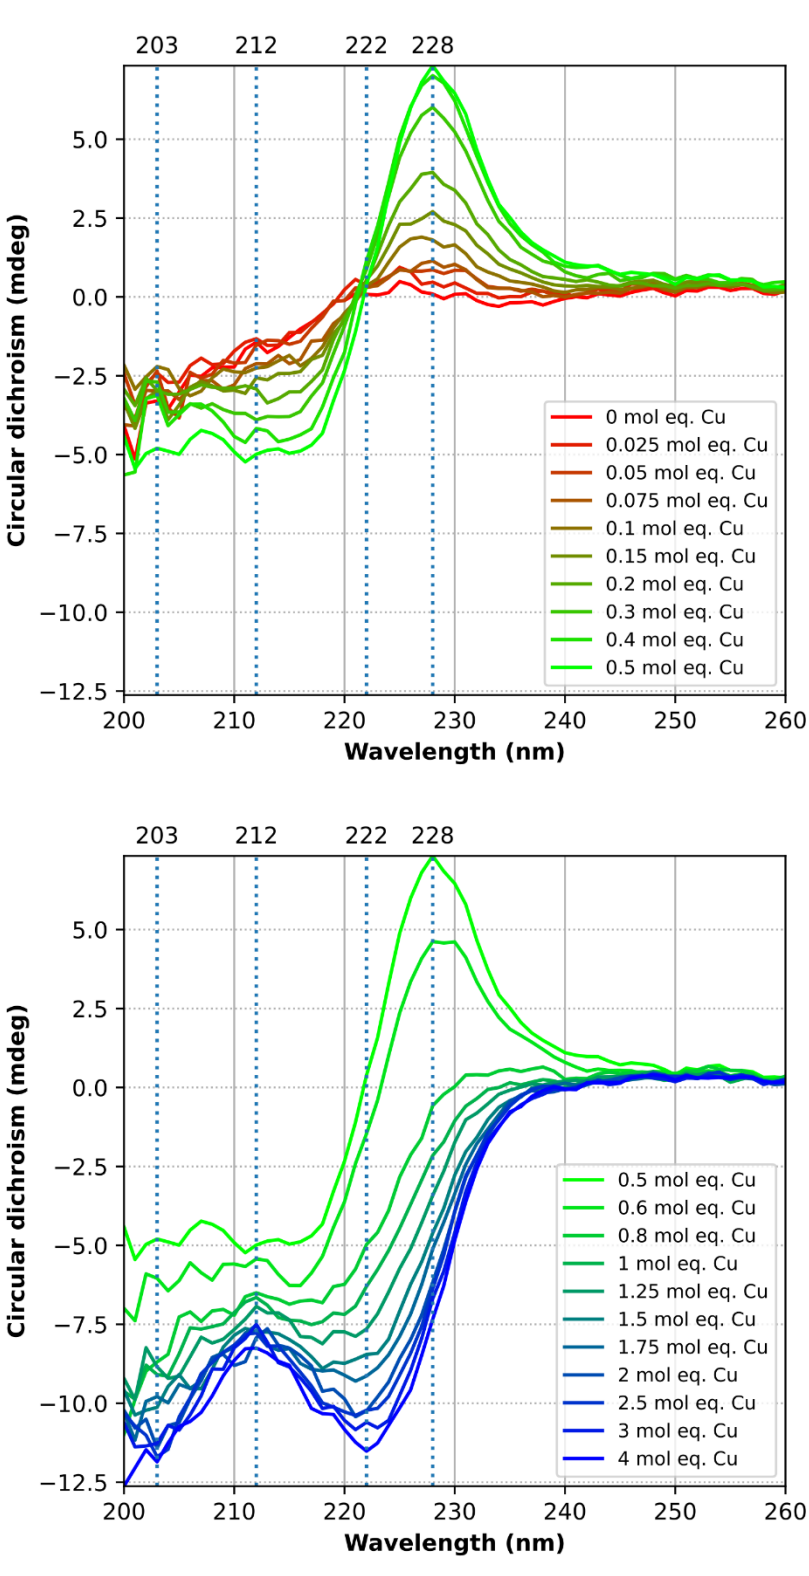 203 212 222 228
5.0
2.5
0.0
−2.5
−5.0
−7.5
−10.0
−12.5
Circular dichroism (mdeg)
0 mol eq. Cu
0.025 mol eq. Cu
0.05 mol eq. Cu
0.075 mol eq. Cu
0.1 mol eq. Cu
0.15 mol eq. Cu
0.2 mol eq. Cu
0.3 mol eq. Cu
0.4 mol eq. Cu
0.5 mol eq. Cu
200 210 220 230 240 250 260
Wavelength (nm)
203 212 222 228
5.0
2.5
0.0
−2.5
−5.0
−7.5
−10.0
−12.5
Circular dichroism (mdeg)
0.5 mol eq. Cu
0.6 mol eq. Cu
0.8 mol eq. Cu
1 mol eq. Cu
1.25 mol eq. Cu
1.5 mol eq. Cu
1.75 mol eq. Cu
2 mol eq. Cu
2.5 mol eq. Cu
3 mol eq. Cu
4 mol eq. Cu
200 210 220 230 240 250 260
Wavelength (nm)